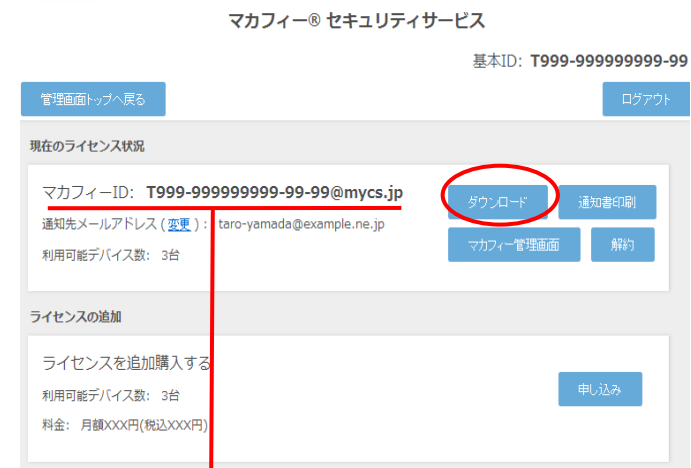 マカフィー® セキュリティサービス
基本ID: T999-999999999-99
管理画面トップへ戻る
ログアウト
現在のライセンス状況
マカフィーID: T999-999999999-99-99@mycs.jp
ダウンロード
通知書印刷
通知先メールアドレス ( 変更 ) : taro-yamada@example.ne.jp
マカフィー管理画面
解約
利用可能デバイス数: 3台
ライセンスの追加
ライセンスを追加購入する
利用可能デバイス数: 3台
申し込み
料金: 月額XXX円(税込XXX円)